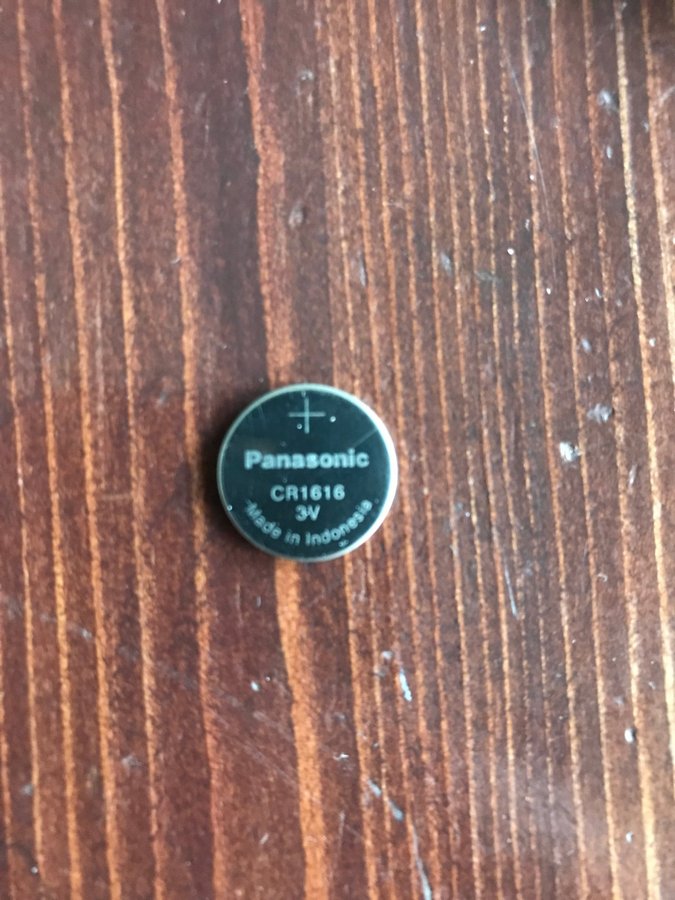 +
Panasonic
CR1616
3V
Made in Indonesia